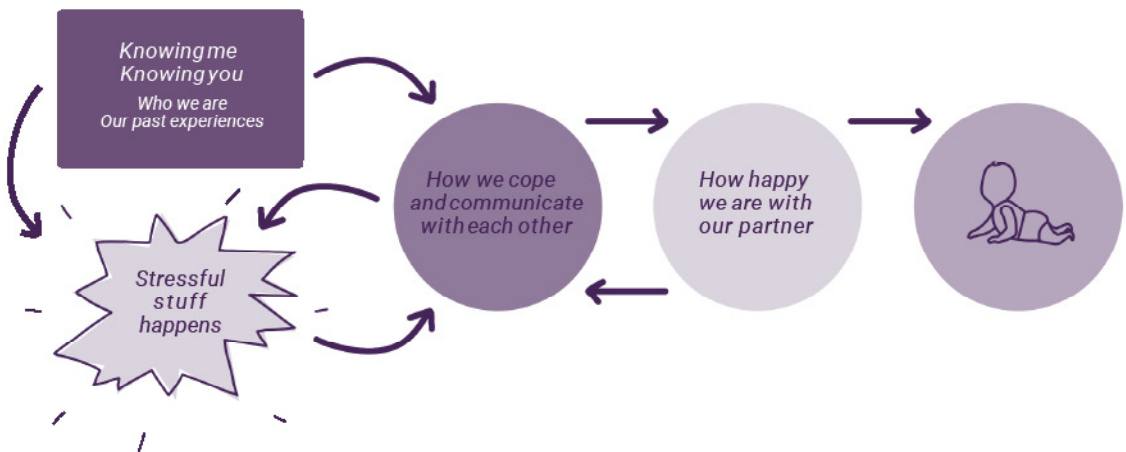 Knowing me
Knowing you
Who we are
Our past experiences
How we cope
and communicate
with each other
How happy
we are with
our partner
Stressful
stuff
happens